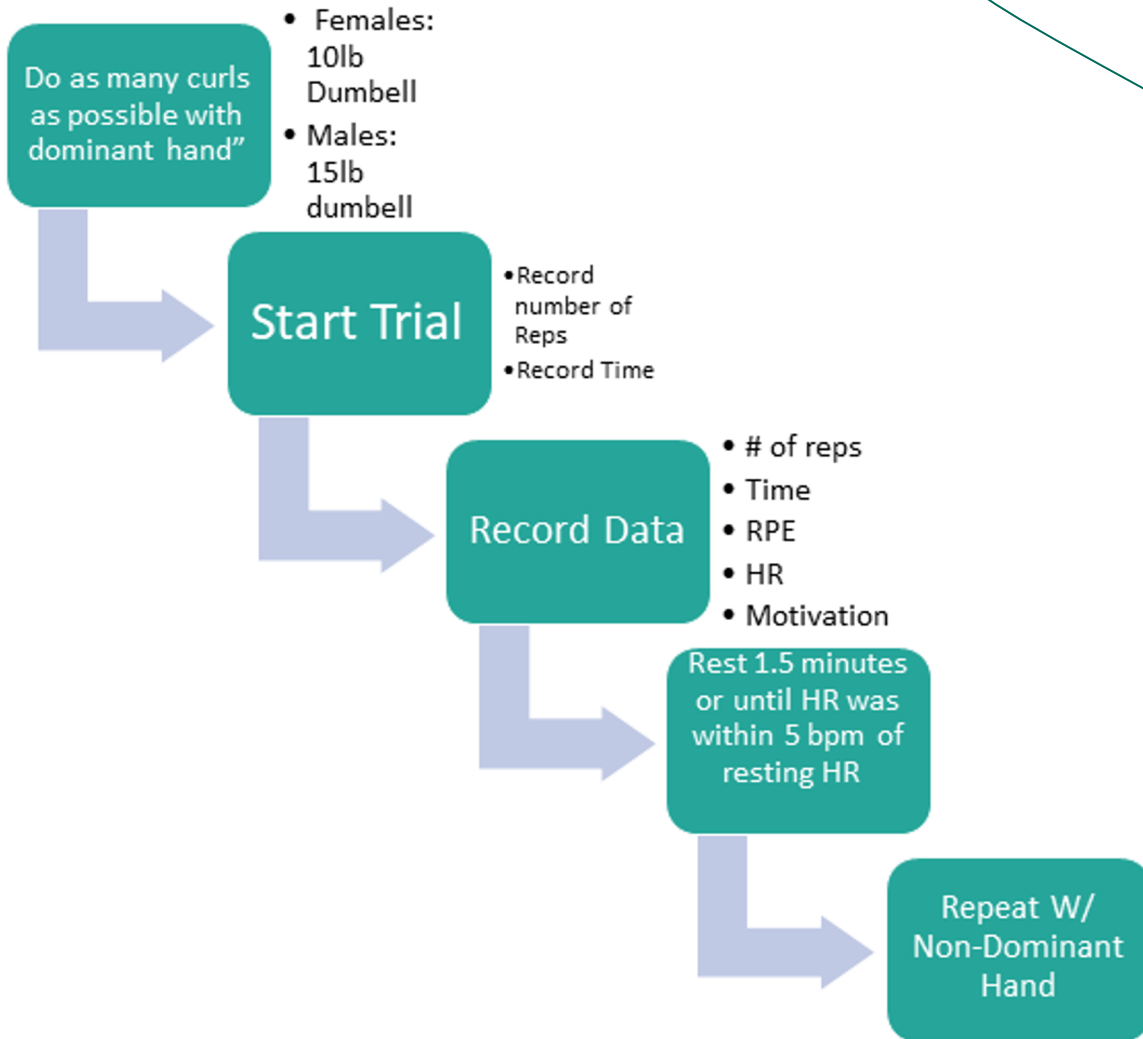 Do as many curls
as possible with
dominant hand”
• Females:
10lb
Dumbell
• Males:
15lb
dumbell
Start Trial
•Record
number of
Reps
•Record Time
Record Data
• # of reps
• Time
• RPE
• HR
• Motivation
Rest 1.5 minutes
or until HR was
within 5 bpm of
resting HR
Repeat W/
Non-Dominant
Hand